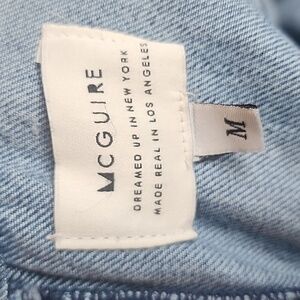 MCGUIRE
DREAMED UP IN NEW YORK
MADE REAL IN LOS ANGELES
M